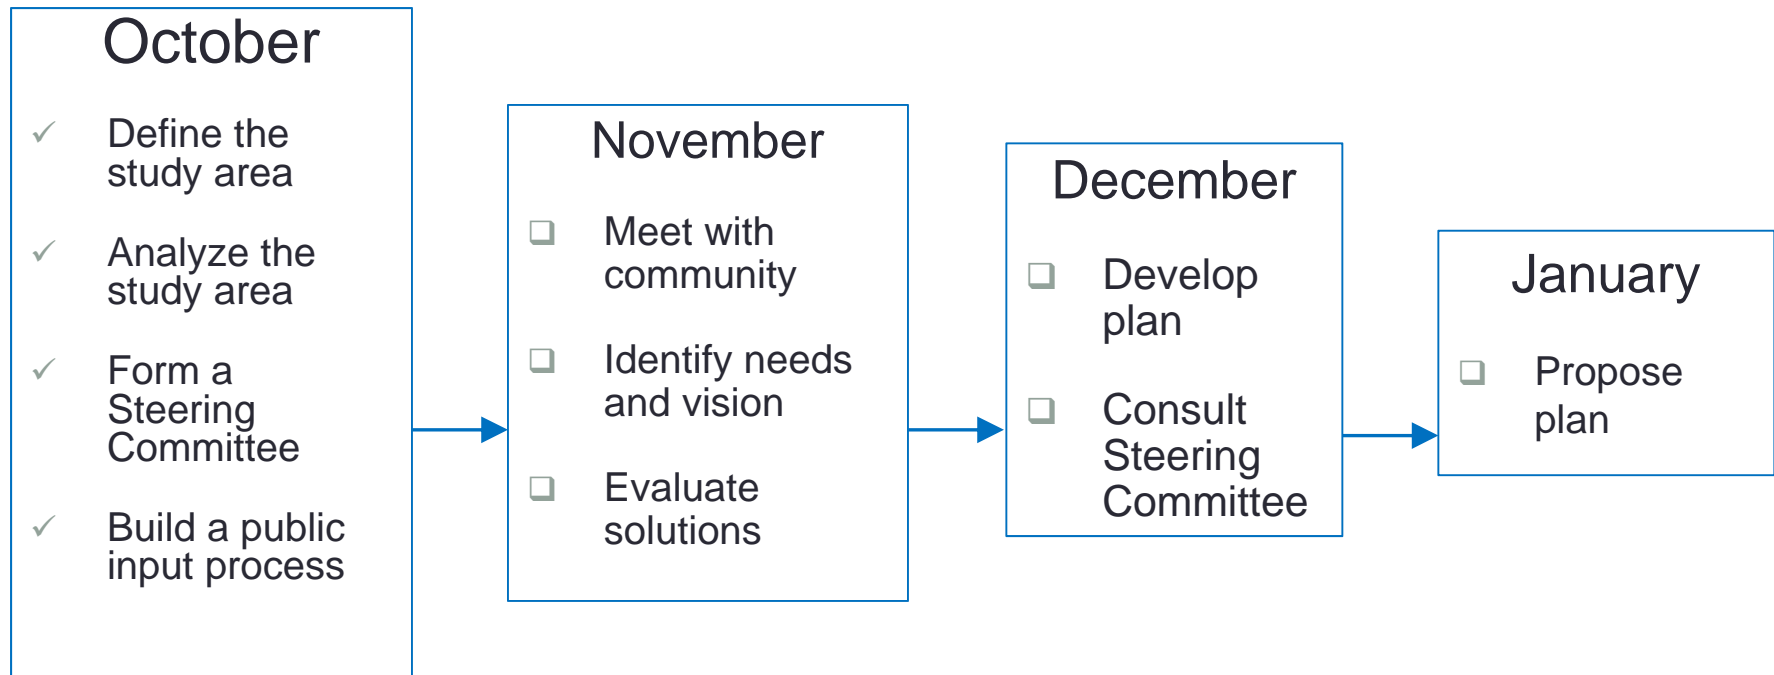 October
Define the
study area
Analyze the
study area
Form a
Steering
Committee
Build a public
input process
November
Meet with
community
Identify needs
and vision
Evaluate
solutions
December
Develop
plan
Consult
Steering
Committee
January
Propose
plan